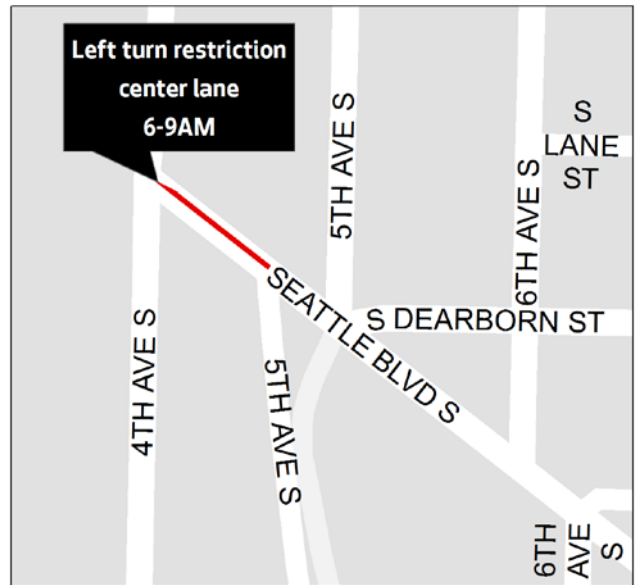 Left turn restriction
center lane
6-9AM
S
LANE
ST
5TH AVE S
6TH AVE S
S DEARBORN ST
SEATTLE BLVD S
4TH AVE S
5TH AVE S
6TH
AVE
S